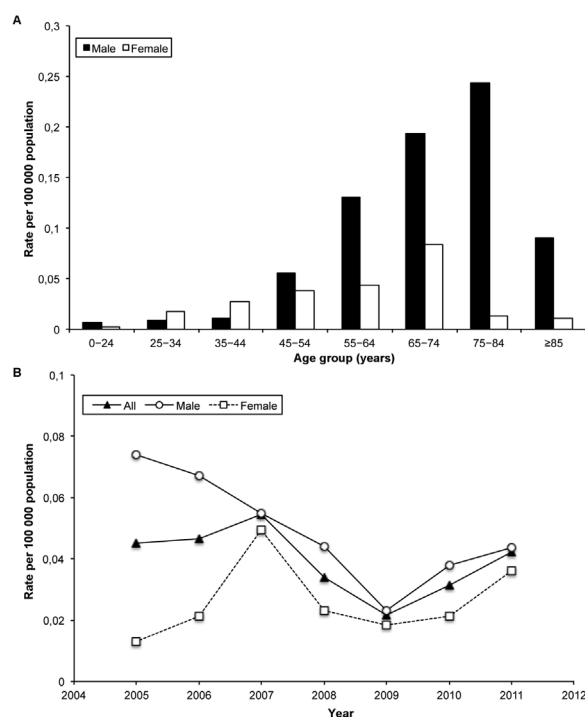 A
0,3
Male Female
0,25
0,2
0,15
0,1
0,05
0
Rate per 100 000 population
0−24 25−34 35−44 45−54 55−64 65−74 75−84 ≥85
Age group (years)
B
0,1
All Male Female
0,08
0,06
0,04
0,02
0
Rate per 100 000 population
2004 2005 2006 2007 2008 2009 2010 2011 2012
Year